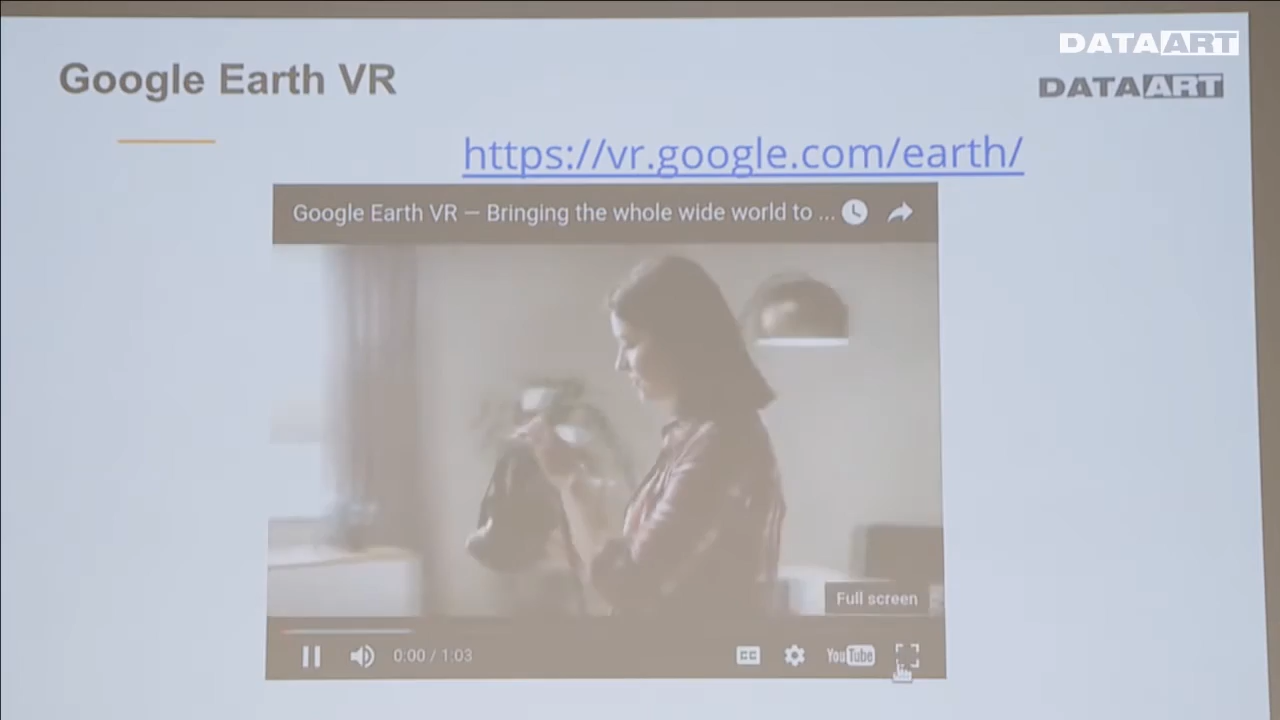 DATAART
Google Earth VR
DATAART
https://vr.google.com/earth/
Google Earth VR — Bringing the whole wide world to ...
Full screen
0:00 / 1:03
CC
YouTube